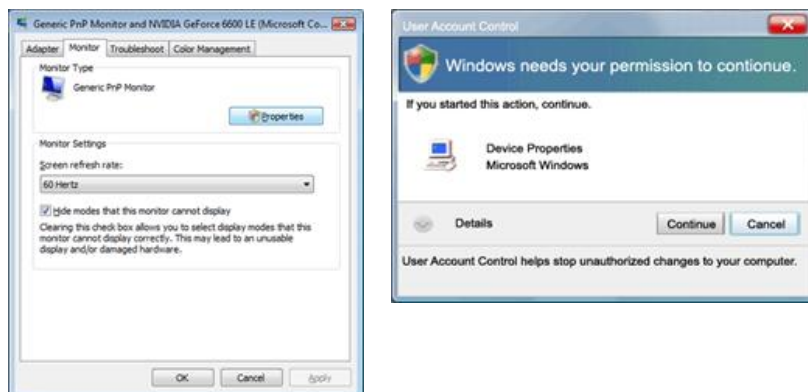 Generic PnP Monitor and NVIDIA GeForce 6600 LE (Microsoft Co...
Adapter Monitor Troubleshoot Color Management
Monitor Type
Generic PnP Monitor
Properties
Monitor Settings
Screen refresh rate:
60 Hertz
Hide modes that this monitor cannot display
Clearing this check box allows you to select display modes that this
monitor cannot display correctly. This may lead to an unusable
display and/or damaged hardware.
OK Cancel Apply
User Account Control
Windows needs your permission to contionue.
If you started this action, continue.
Device Properties
Microsoft Windows
Details Continue Cancel
User Account Control helps stop unauthorized changes to your computer.